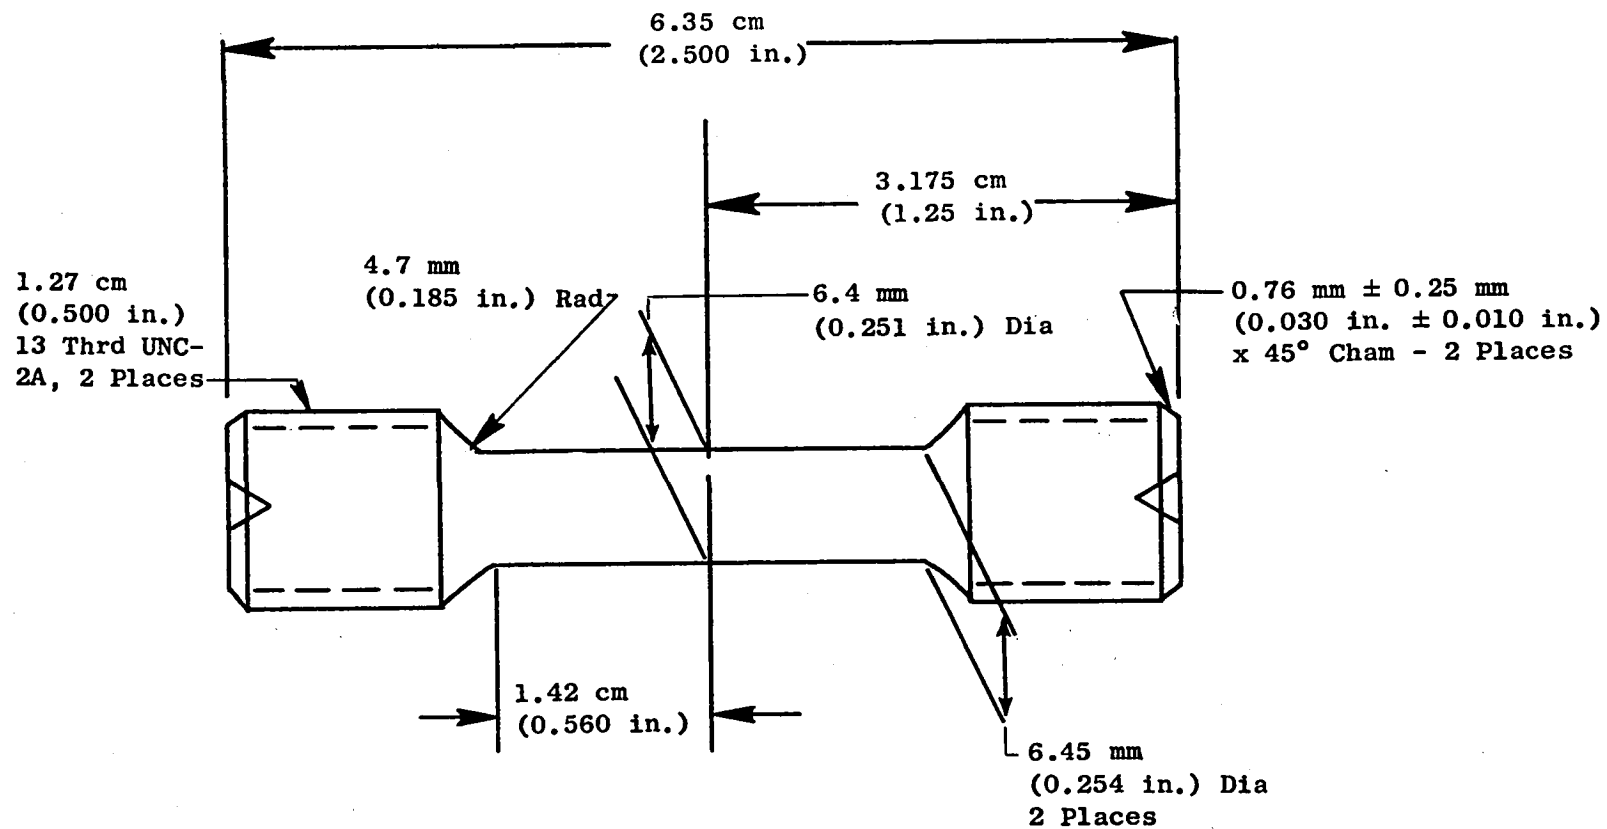 6.35 cm
(2.500 in.)
3.175 cm
(1.25 in.)
4.7 mm
(0.185 in.) Rad
1.27 cm
(0.500 in.)
13 Thrd UNC-
2A, 2 Places
6.4 mm
(0.251 in.) Dia
0.76 mm ± 0.25 mm
(0.030 in. ± 0.010 in.)
x 45° Cham - 2 Places
1.42 cm
(0.560 in.)
6.45 mm
(0.254 in.) Dia
2 Places